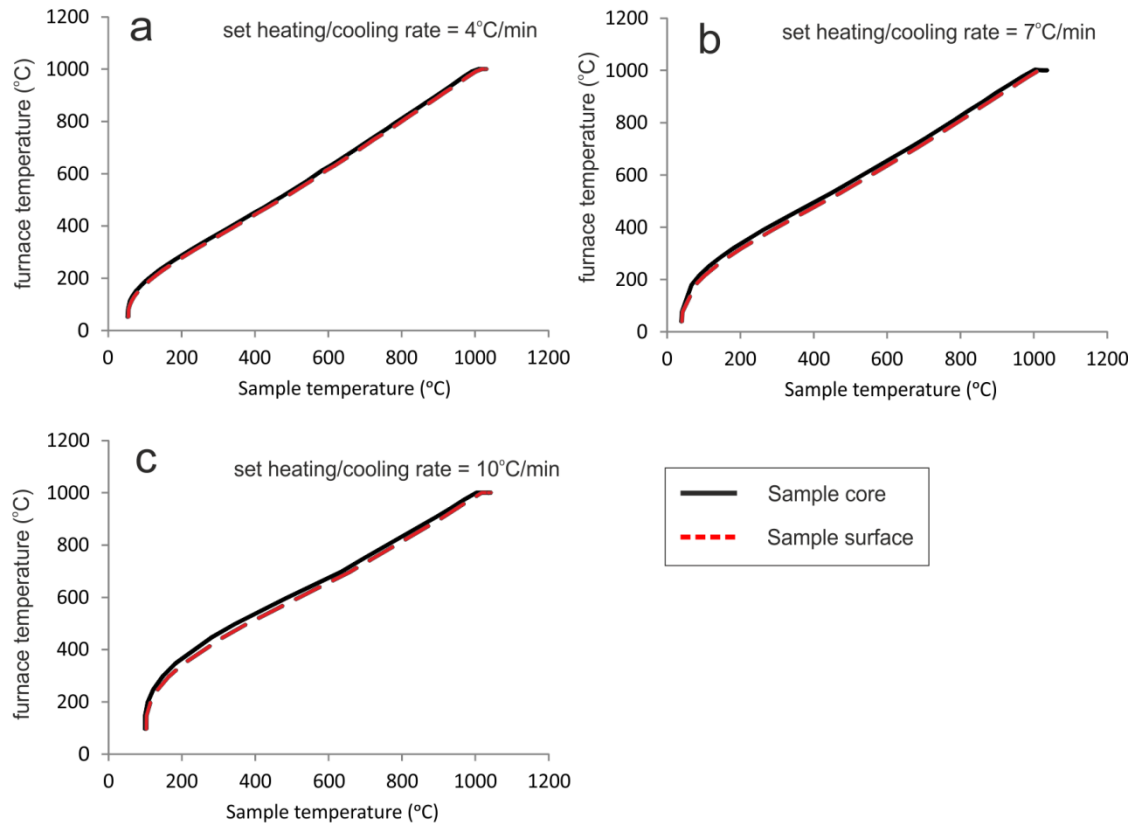 a
set heating/cooling rate = 4°C/min
furnace temperature (°C)
1200
1000
800
600
400
200
0
0 200 400 600 800 1000 1200
Sample temperature (°C)
b
set heating/cooling rate = 7°C/min
furnace temperature (°C)
1200
1000
800
600
400
200
0
0 200 400 600 800 1000 1200
Sample temperature (°C)
c
set heating/cooling rate = 10°C/min
furnace temperature (°C)
1200
1000
800
600
400
200
0
0 200 400 600 800 1000 1200
Sample temperature (°C)
Sample core
Sample surface